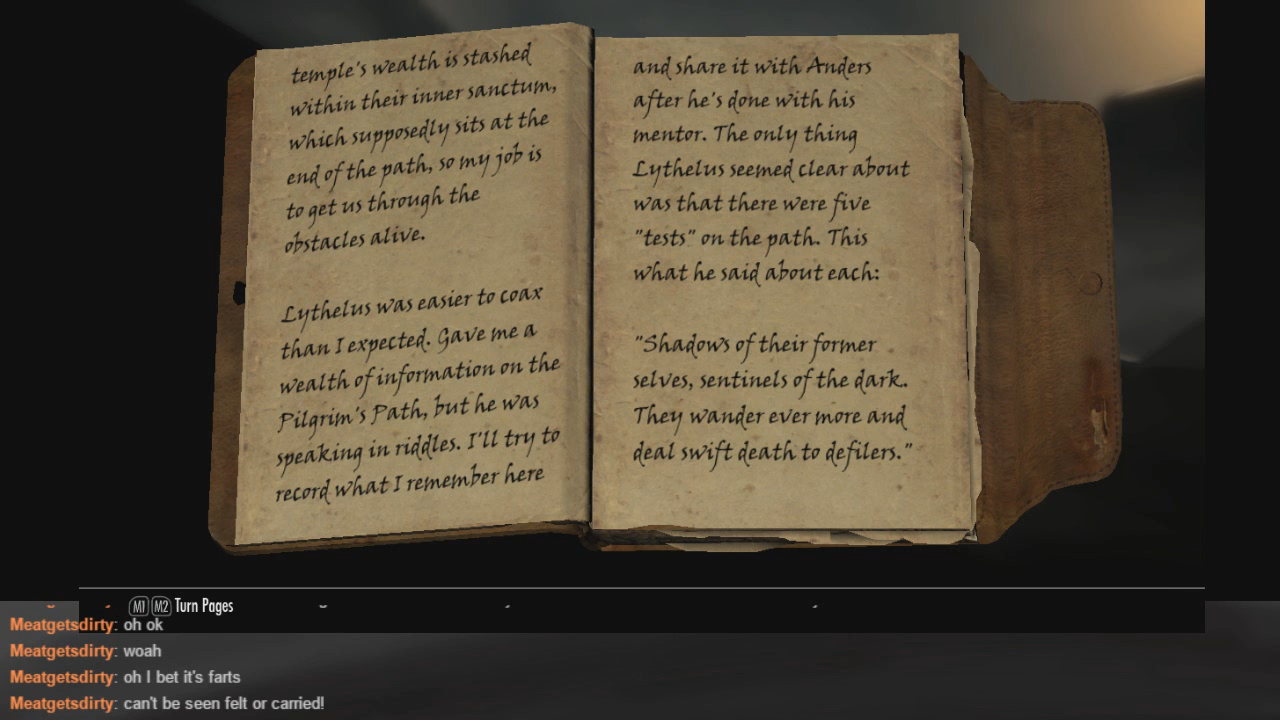 temple's wealth is stashed
within their inner sanctum,
which supposedly sits at the
end of the path, so my job is
to get us through the
obstacles alive.
Lythelus was easier to coax
than I expected. Gave me a
wealth of information on the
Pilgrim's Path, but he was
speaking in riddles. I'll try to
record what I remember here
and share it with Anders
after he's done with his
mentor. The only thing
Lythelus seemed clear about
was that there were five
"tests" on the path. This
what he said about each:
"Shadows of their former
selves, sentinels of the dark.
They wander ever more and
deal swift death to defilers."
M1 M2 Turn Pages
Meatgetsdirty: oh ok
Meatgetsdirty: woah
Meatgetsdirty: oh I bet it's farts
Meatgetsdirty: can't be seen felt or carried!